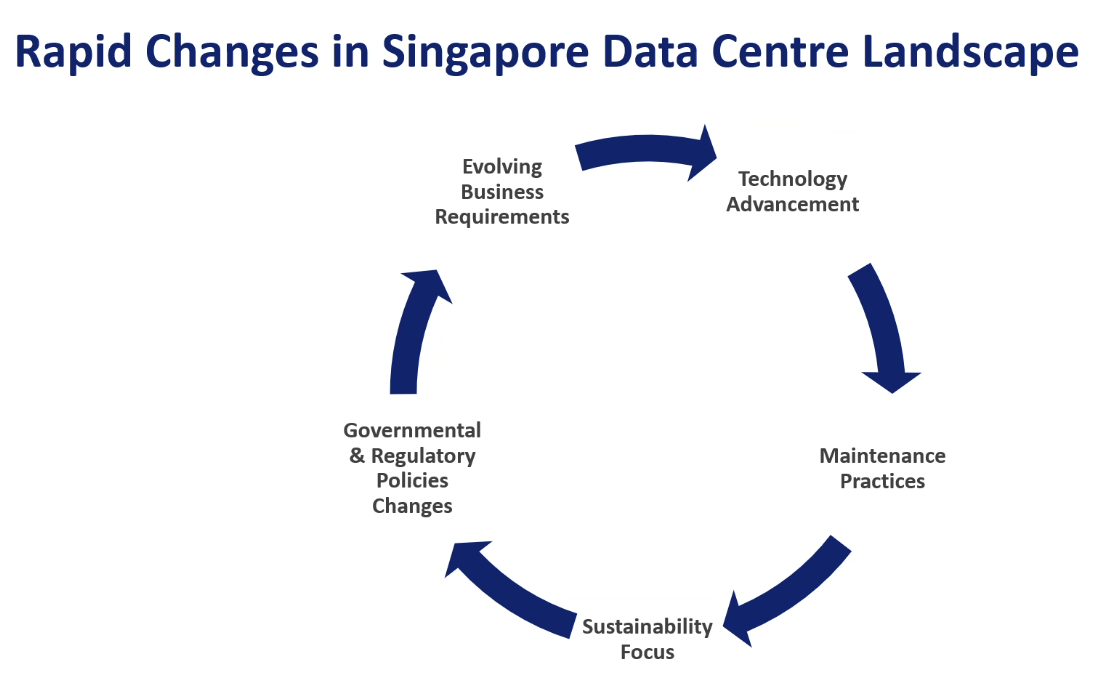 Rapid Changes in Singapore Data Centre Landscape
Evolving
Business
Requirements
Technology
Advancement
Maintenance
Practices
Sustainability
Focus
Governmental
& Regulatory
Policies
Changes